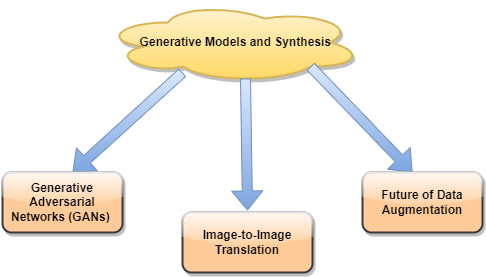 Generative Models and Synthesis
Generative
Adversarial
Networks (GANs)
Image-to-Image
Translation
Future of Data
Augmentation